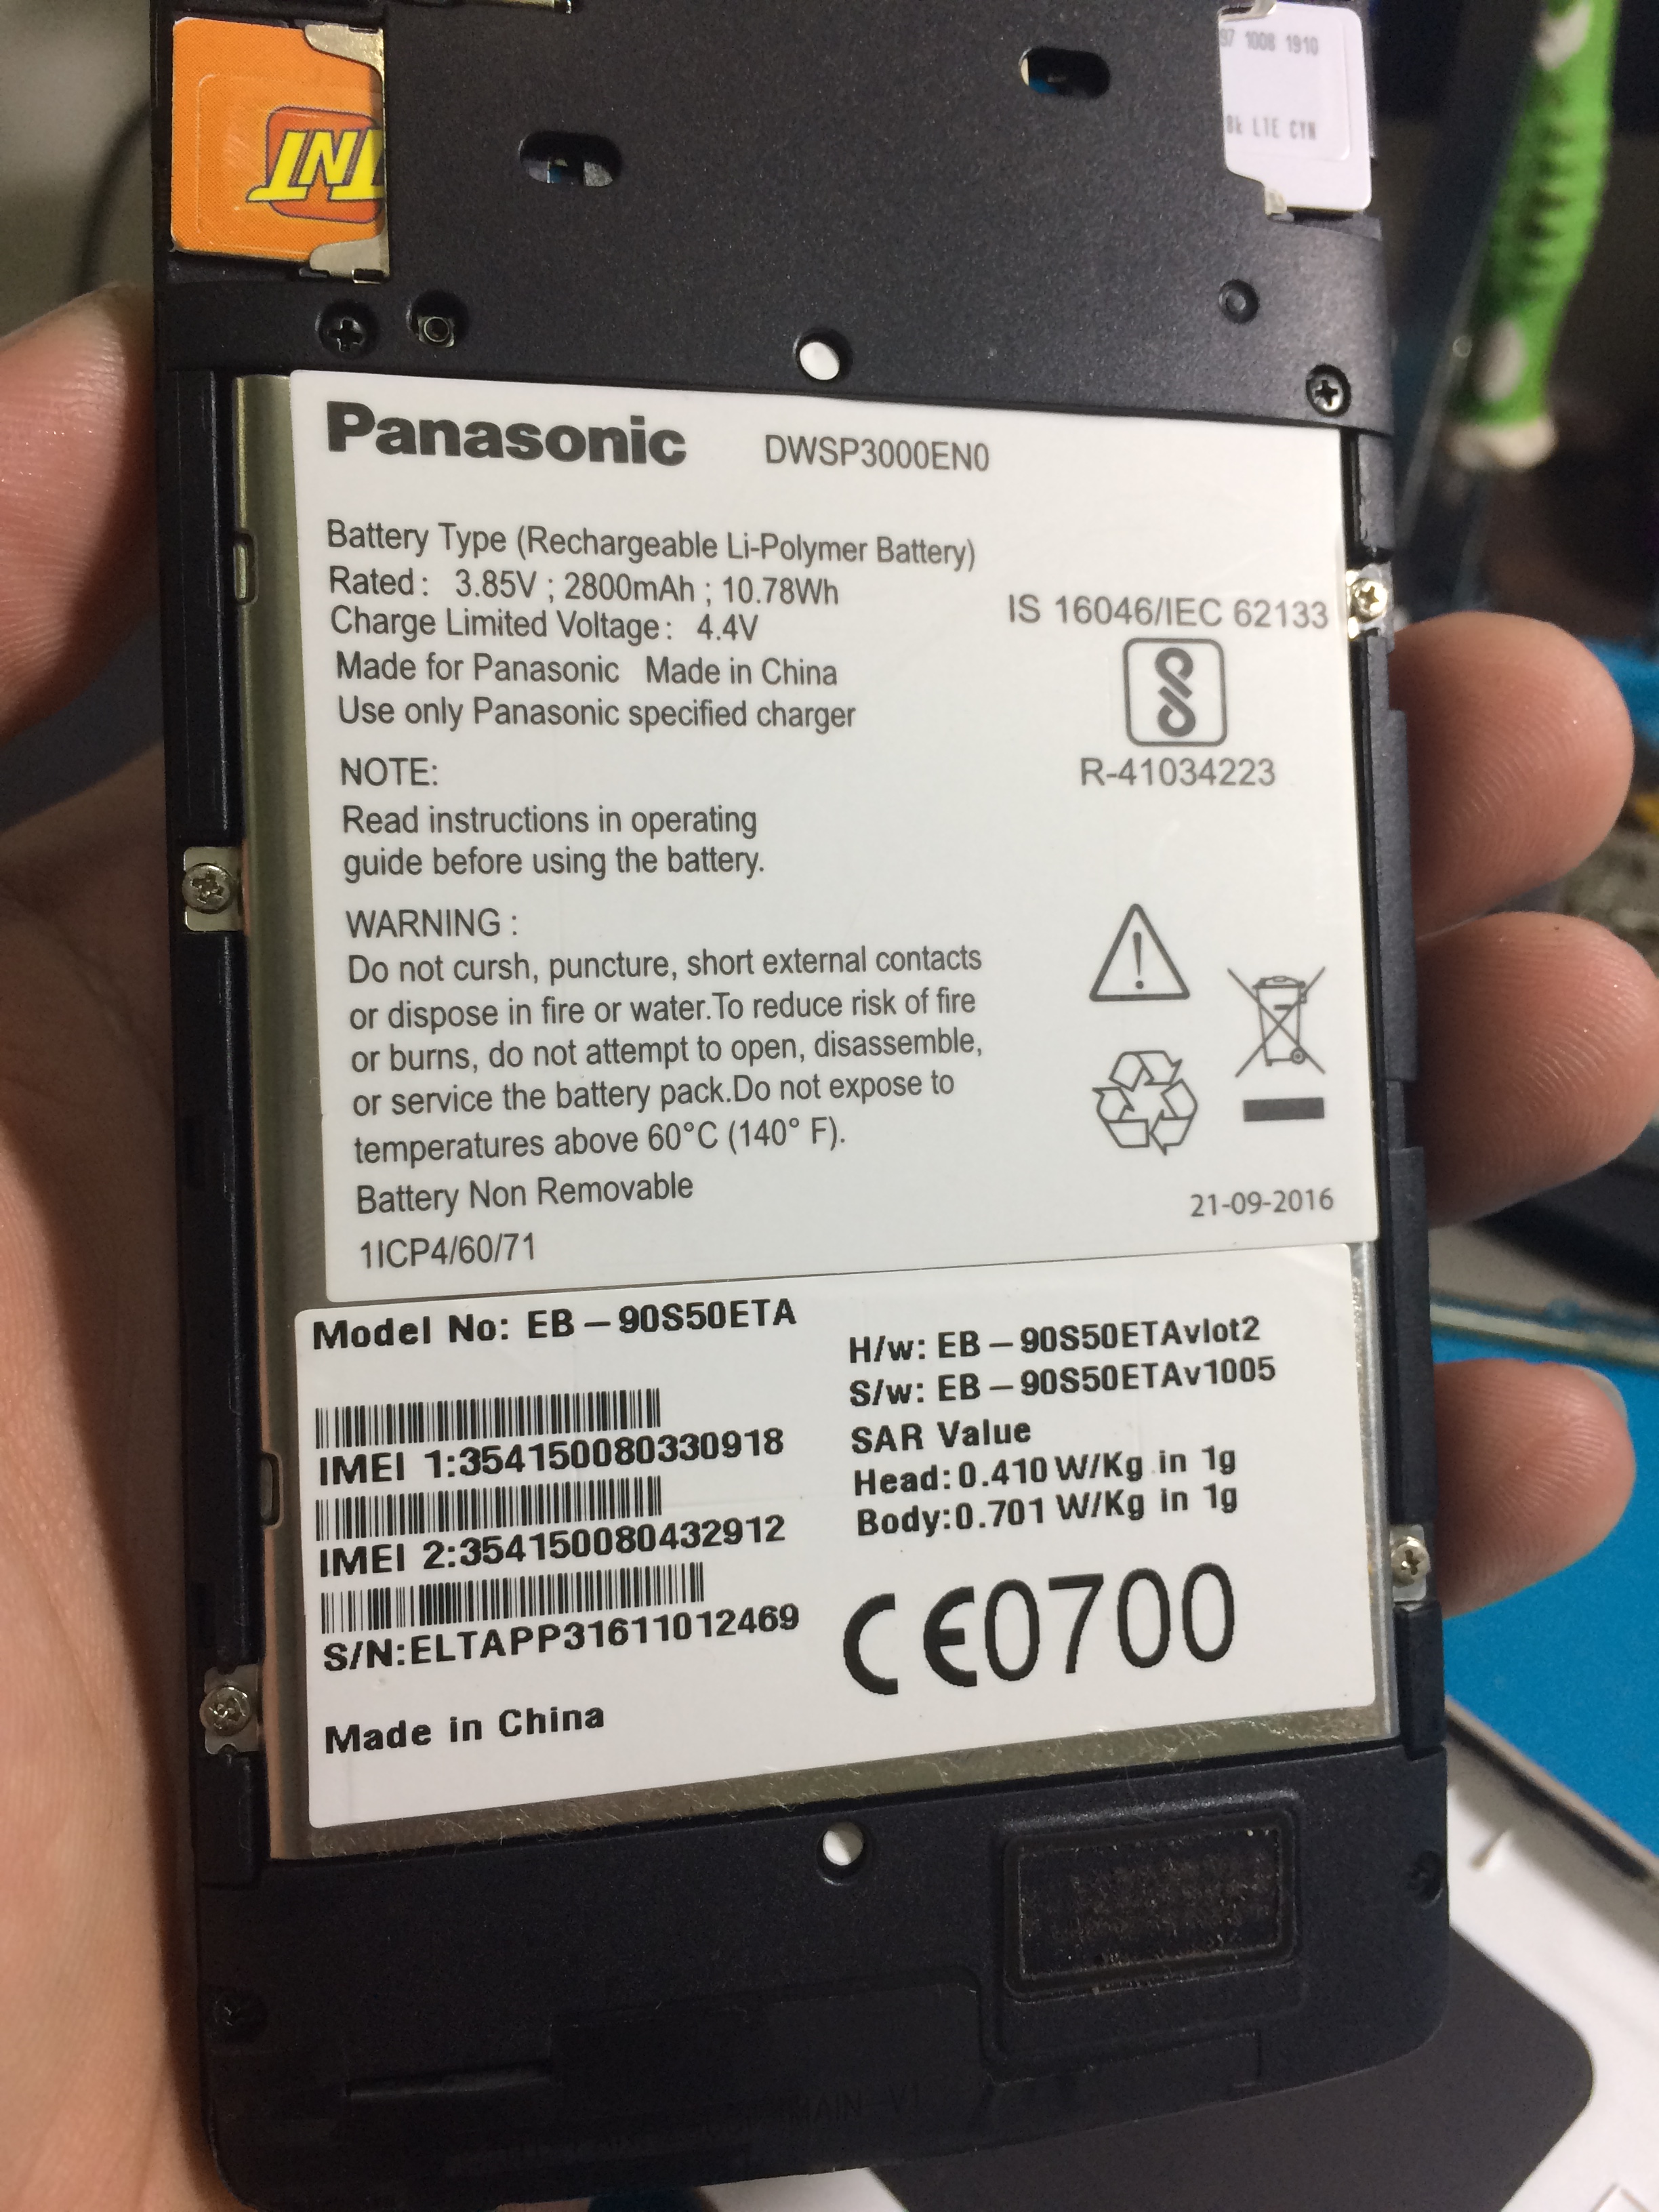 TNT
97 1008 1910
8k LTE CYN
Panasonic DWSP3000EN0
Battery Type (Rechargeable Li-Polymer Battery)
Rated: 3.85V ; 2800mAh ; 10.78Wh
Charge Limited Voltage: 4.4V
Made for Panasonic Made in China
Use only Panasonic specified charger
IS 16046/IEC 62133
R-41034223
NOTE:
Read instructions in operating
guide before using the battery.
WARNING :
Do not cursh, puncture, short external contacts
or dispose in fire or water.To reduce risk of fire
or burns, do not attempt to open, disassemble,
or service the battery pack.Do not expose to
temperatures above 60°C (140° F).
Battery Non Removable
1ICP4/60/71
21-09-2016
Model No: EB-90S50ETA
IMEI 1:354150080330918
IMEI 2:354150080432912
S/N:ELTAPP31611012469
Made in China
H/w: EB-90S50ETAvlot2
S/w: EB-90S50ETAv1005
SAR Value
Head:0.410 W/Kg in 1g
Body:0.701 W/Kg in 1g
CE0700
MAIN-V1